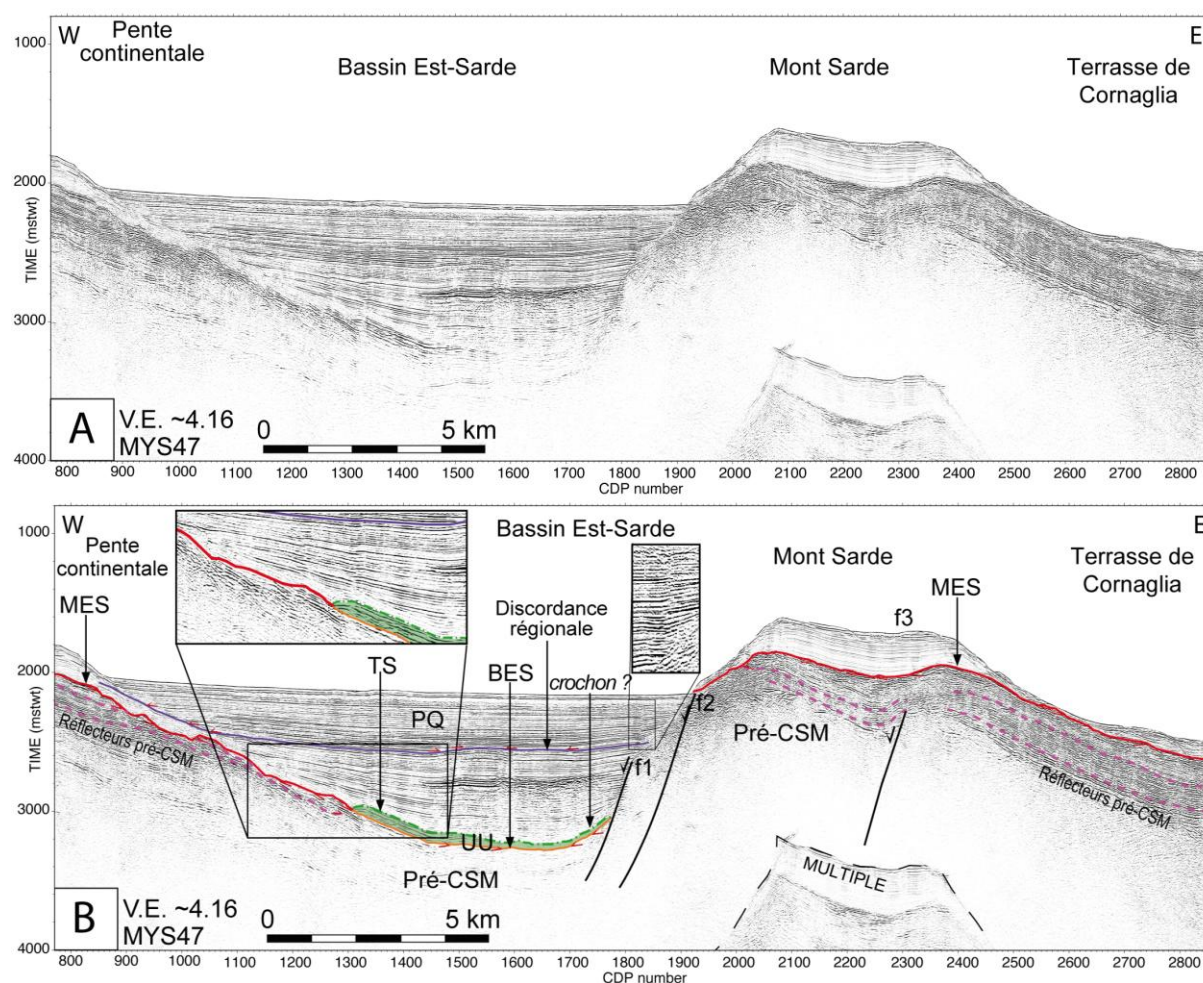 W
Pente
continentale
Bassin Est-Sarde
Mont Sarde
Terrasse de
Cornaglia
E
1000
2000
3000
4000
TIME (mstwt)
A
V.E. ~4.16
MYS47
0 5 km
800 900 1000 1100 1200 1300 1400 1500 1600 1700 1800 1900 2000 2100 2200 2300 2400 2500 2600 2700 2800
CDP number
W
Pente
continentale
MES
Bassin Est-Sarde
Mont Sarde
Terrasse de
Cornaglia
E
1000
2000
3000
4000
TIME (mstwt)
Discordance
régionale
TS
BES
crochon ?
PQ
f1
f2
f3
MES
Pré-CSM
Réflecteurs pré-CSM
Réflecteurs pré-CSM
UU
Pré-CSM
MULTIPLE
B
V.E. ~4.16
MYS47
0 5 km
800 900 1000 1100 1200 1300 1400 1500 1600 1700 1800 1900 2000 2100 2200 2300 2400 2500 2600 2700 2800
CDP number